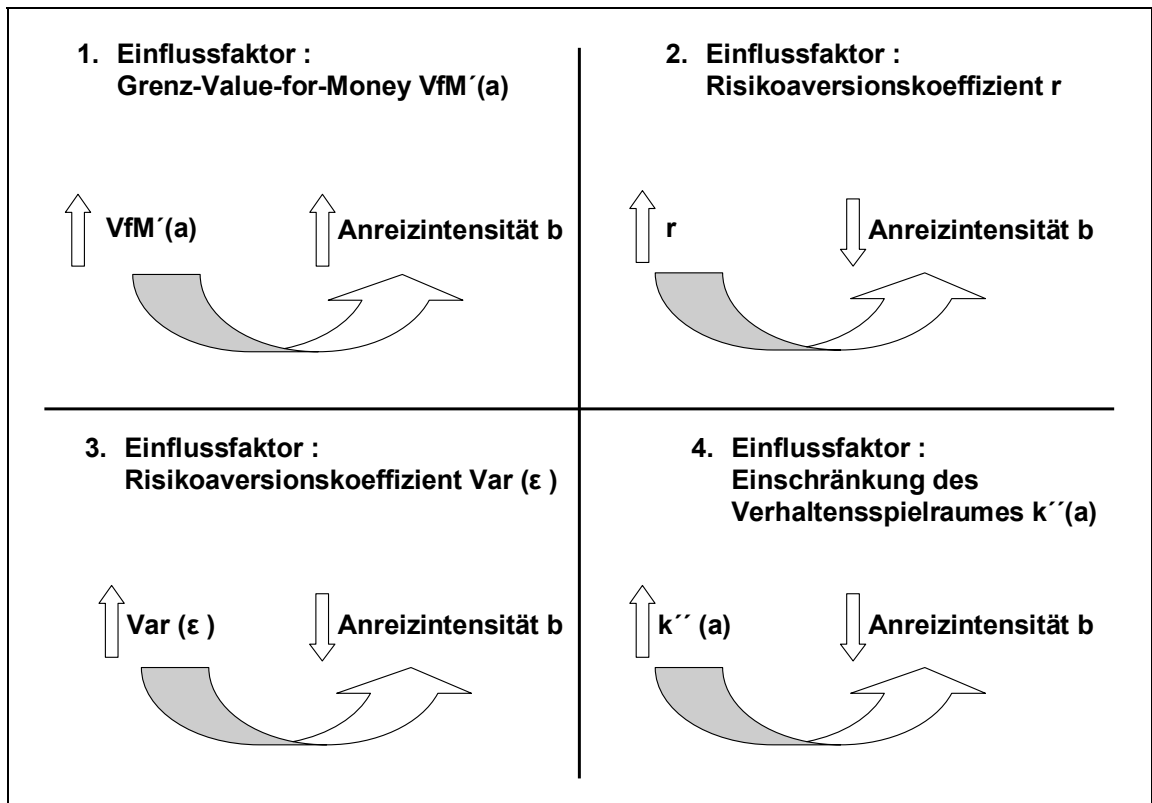 1. Einflussfaktor :
Grenz-Value-for-Money VfM´(a)
VfM´(a)
Anreizintensität b
2. Einflussfaktor :
Risikoaversionskoeffizient r
r
Anreizintensität b
3. Einflussfaktor :
Risikoaversionskoeffizient Var (ε )
Var (ε )
Anreizintensität b
4. Einflussfaktor :
Einschränkung des
Verhaltensspielraumes k´´(a)
k´´ (a)
Anreizintensität b